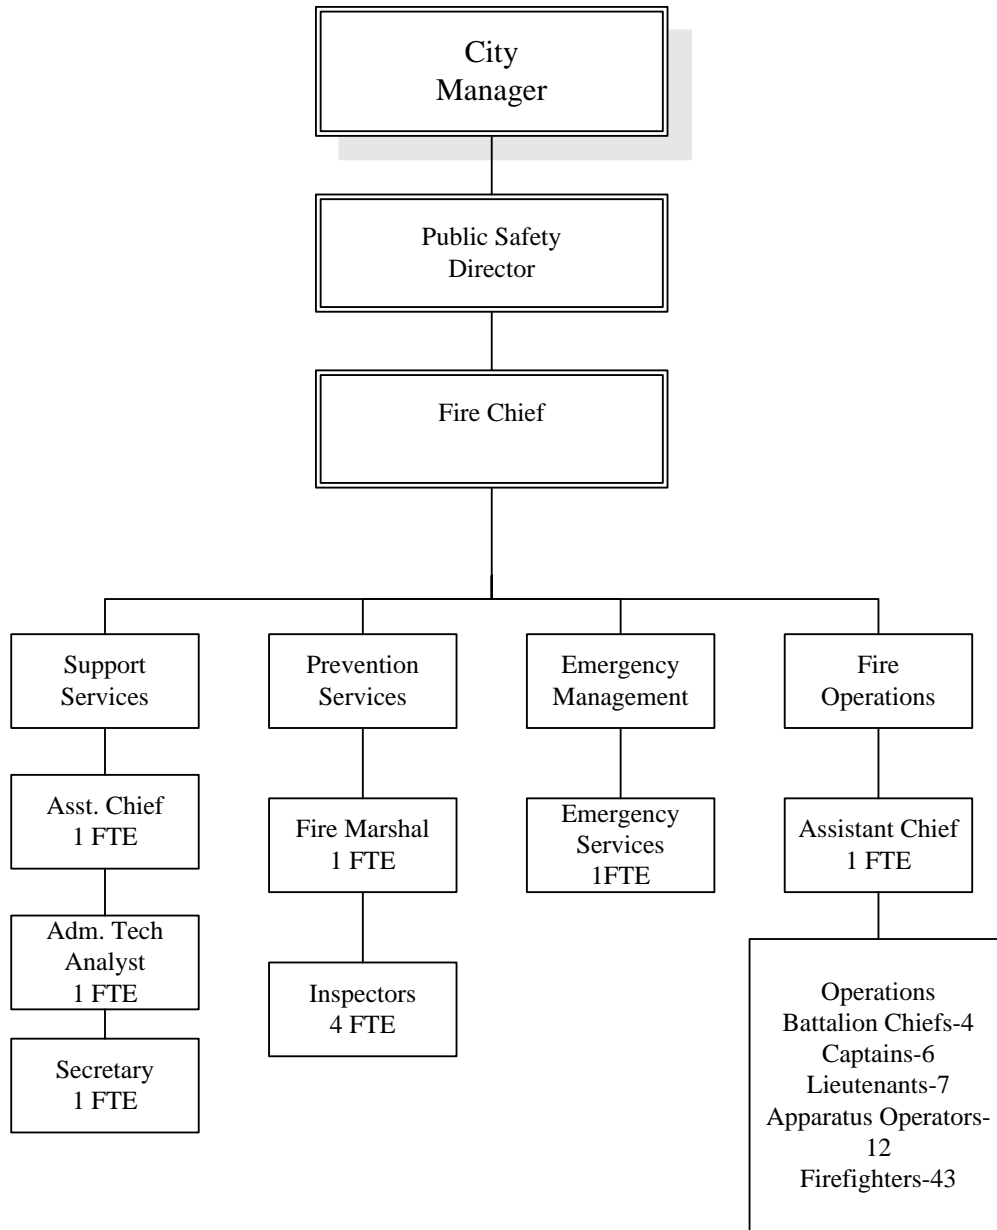 City
Manager
Public Safety
Director
Fire Chief
Support
Services
Prevention
Services
Emergency
Management
Fire
Operations
Asst. Chief
1 FTE
Fire Marshal
1 FTE
Emergency
Services
1FTE
Assistant Chief
1 FTE
Adm. Tech
Analyst
1 FTE
Inspectors
4 FTE
Secretary
1 FTE
Operations
Battalion Chiefs-4
Captains-6
Lieutenants-7
Apparatus Operators-
12
Firefighters-43